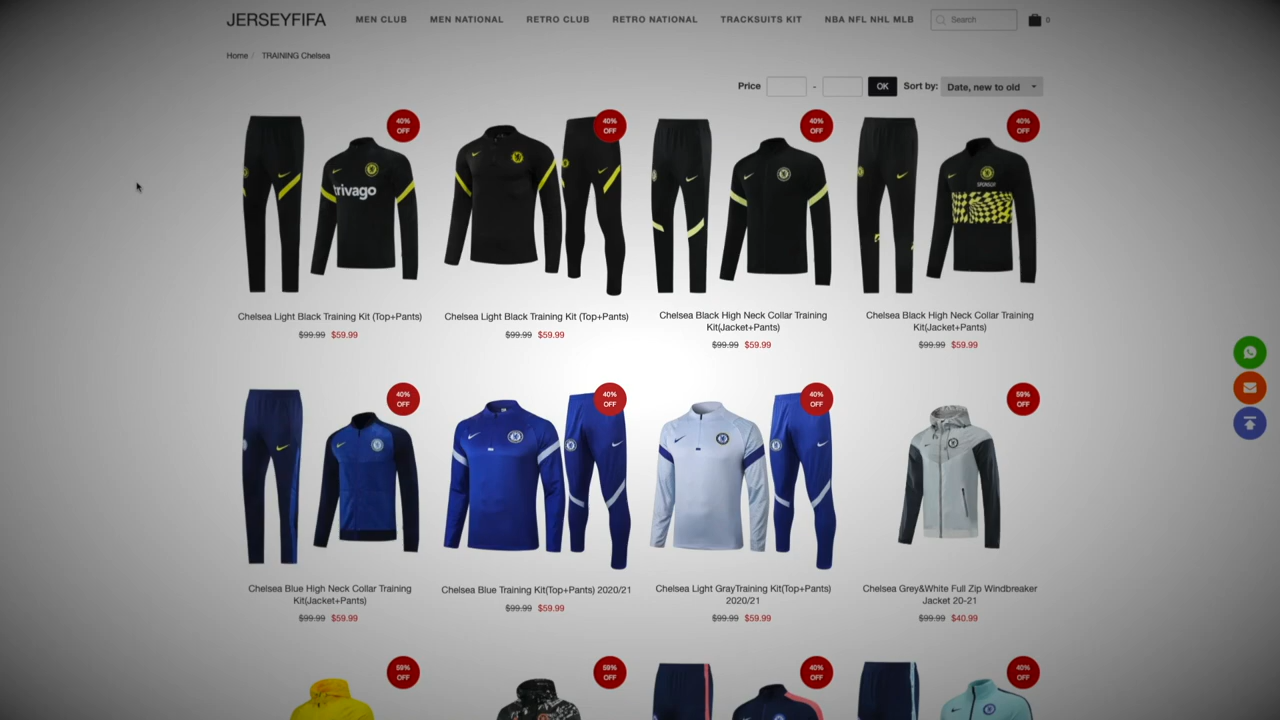 JERSEYFIFA
MEN CLUB
MEN NATIONAL
RETRO CLUB
RETRO NATIONAL
TRACKSUITS KIT
NBA NFL NHL MLB
Search
0
Home / TRAINING Chelsea
Price
-
OK
Sort by:
Date, new to old
40%
OFF
40%
OFF
40%
OFF
40%
OFF
trivago
SPONSOR
Chelsea Light Black Training Kit (Top+Pants)
$99.99 $59.99
Chelsea Light Black Training Kit (Top+Pants)
$99.99 $59.99
Chelsea Black High Neck Collar Training
Kit(Jacket+Pants)
$99.99 $59.99
Chelsea Black High Neck Collar Training
Kit(Jacket+Pants)
$99.99 $59.99
40%
OFF
40%
OFF
40%
OFF
59%
OFF
Chelsea Blue High Neck Collar Training
Kit(Jacket+Pants)
$99.99 $59.99
Chelsea Blue Training Kit(Top+Pants) 2020/21
$99.99 $59.99
Chelsea Light GrayTraining Kit(Top+Pants)
2020/21
$99.99 $59.99
Chelsea Grey&White Full Zip Windbreaker
Jacket 20-21
$99.99 $40.99
59%
OFF
59%
OFF
40%
OFF
40%
OFF